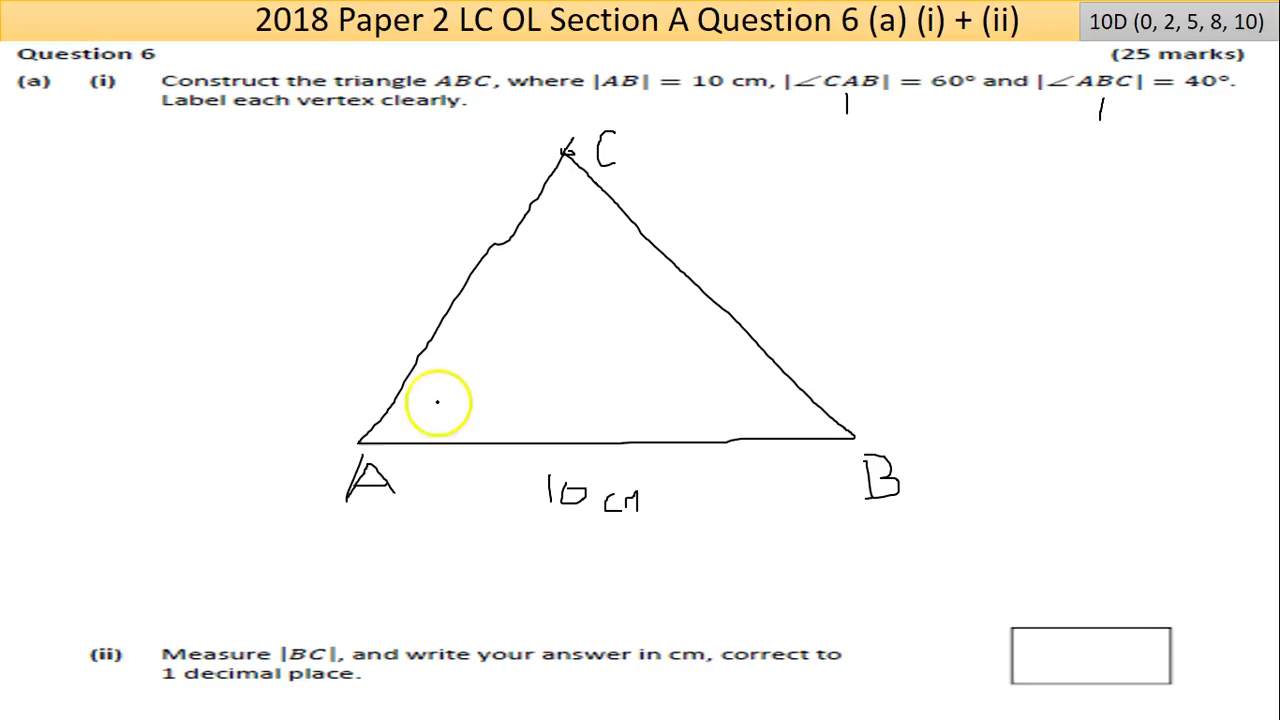 2018 Paper 2 LC OL Section A Question 6 (a) (i) + (ii)
10D (0, 2, 5, 8, 10)
Question 6
(25 marks)
(a) (i) Construct the triangle ABC, where |AB| = 10 cm, |∠CAB| = 60° and |∠ABC| = 40°.
Label each vertex clearly.
C
A
B
10 cm
(ii) Measure |BC|, and write your answer in cm, correct to
1 decimal place.